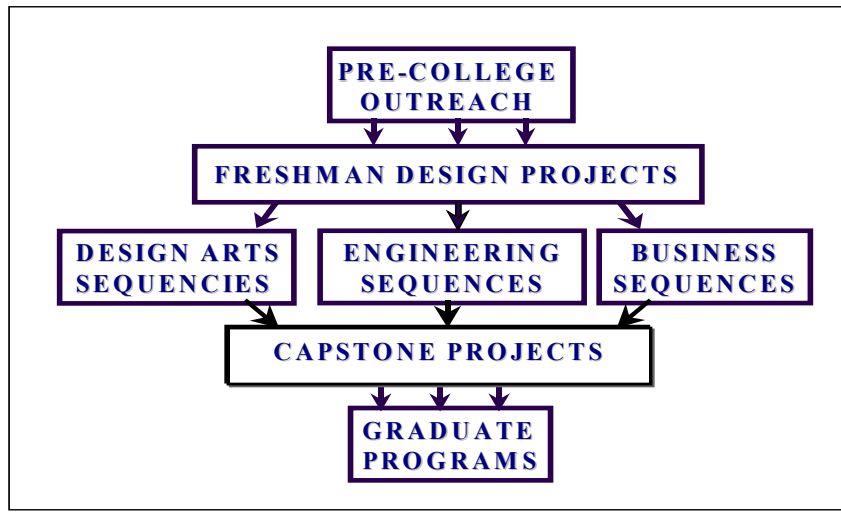 PRE-COLLEGE
OUTREACH
FRESHMAN DESIGN PROJECTS
DESIGN ARTS
SEQUENCIES
ENGINEERING
SEQUENCES
BUSINESS
SEQUENCES
CAPSTONE PROJECTS
GRADUATE
PROGRAMS